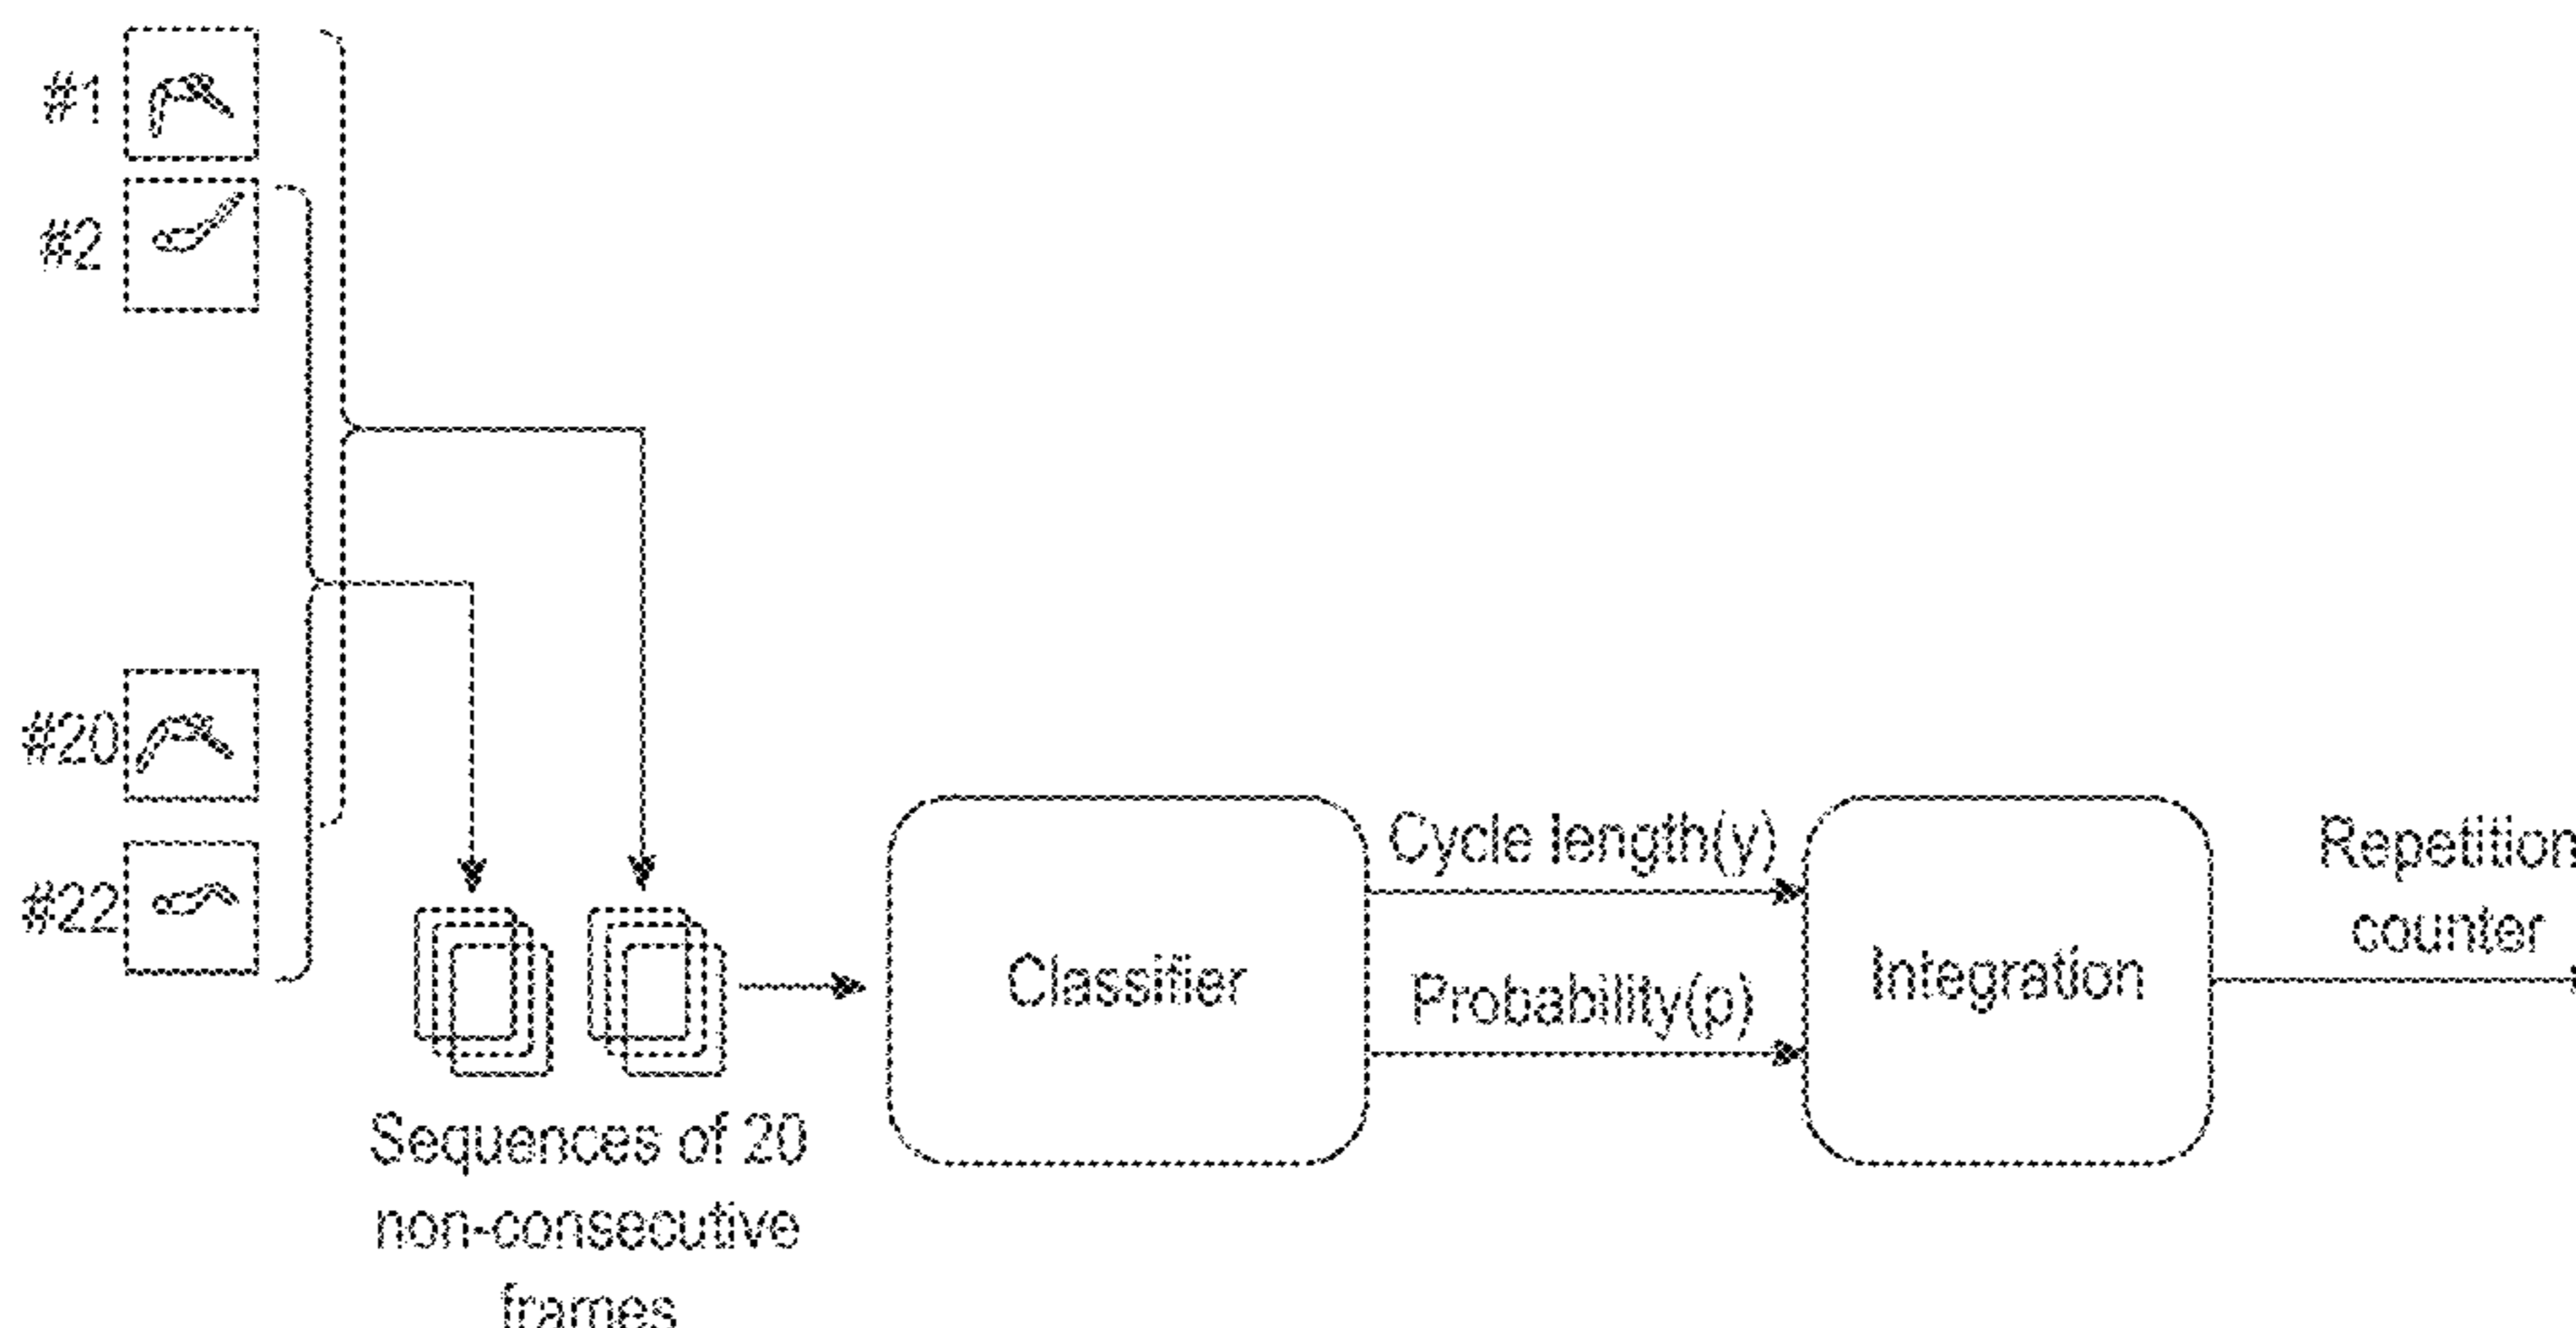 #1
#2
#20
#22
Sequences of 20
non-consecutive
frames
Classifier
Cycle length(y)
Probability(p)
Integration
Repetition
counter